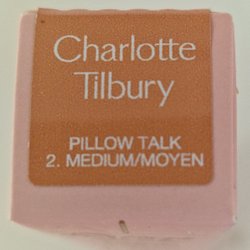 Charlotte
Tilbury
PILLOW TALK
2. MEDIUM/MOYEN